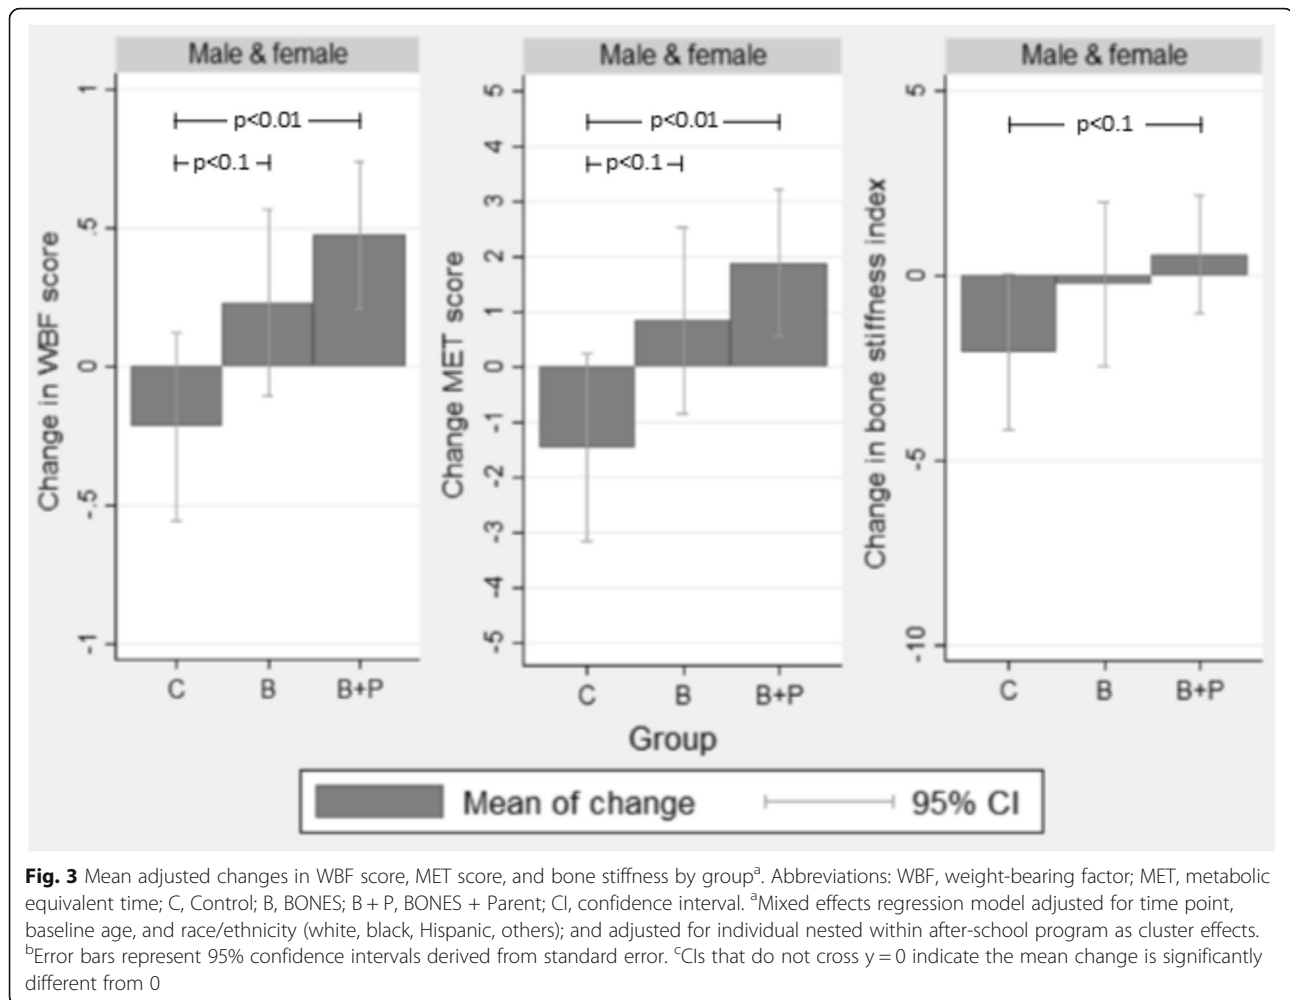 Male & female
Male & female
Male & female
Change in WBF score
1
.5
0
-.5
-1
p<0.01
p<0.1
C
B
B+P
Change MET score
5
4
3
2
1
0
-1
-2
-3
-4
-5
p<0.01
p<0.1
C
B
B+P
Change in bone stiffness index
5
0
-5
-10
p<0.1
C
B
B+P
Group
Mean of change
95% CI
Fig. 3 Mean adjusted changes in WBF score, MET score, and bone stiffness by groupᵃ. Abbreviations: WBF, weight-bearing factor; MET, metabolic
equivalent time; C, Control; B, BONES; B + P, BONES + Parent; CI, confidence interval. ᵃMixed effects regression model adjusted for time point,
baseline age, and race/ethnicity (white, black, Hispanic, others); and adjusted for individual nested within after-school program as cluster effects.
ᵇError bars represent 95% confidence intervals derived from standard error. ᶜCIs that do not cross y = 0 indicate the mean change is significantly
different from 0